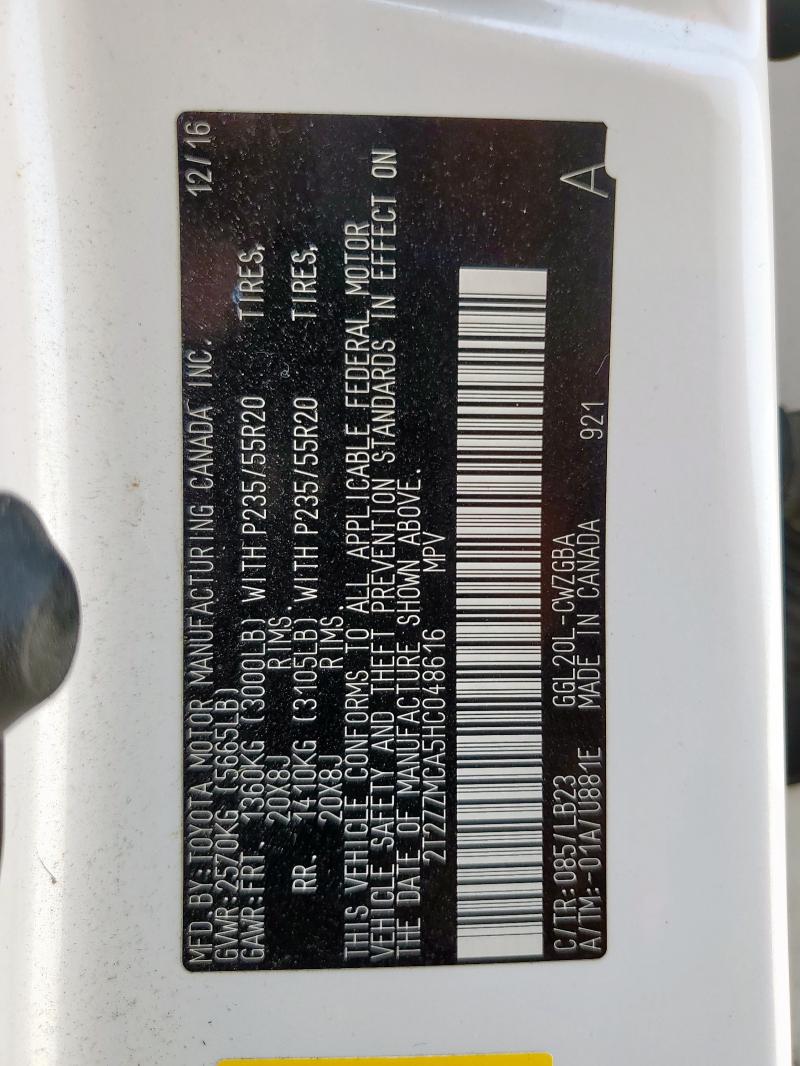 MFD.BY:TOYOTA MOTOR MANUFACTURING CANADA INC. 12/16
GVWR:2570KG (5665LB)
GAWR:FRT. 1360KG (3000LB) WITH P235/55R20 TIRES,
20X8J RIMS.
RR. 1410KG (3105LB) WITH P235/55R20 TIRES,
20X8J RIMS.
THIS VEHICLE CONFORMS TO ALL APPLICABLE FEDERAL MOTOR
VEHICLE SAFETY AND THEFT PREVENTION STANDARDS IN EFFECT ON
THE DATE OF MANUFACTURE SHOWN ABOVE.
2T2ZZMCA5HC048616 MPV
C/TR:085/LB23 GGL20L-CWZGBA A
A/TM:-01A/U881E MADE IN CANADA 921